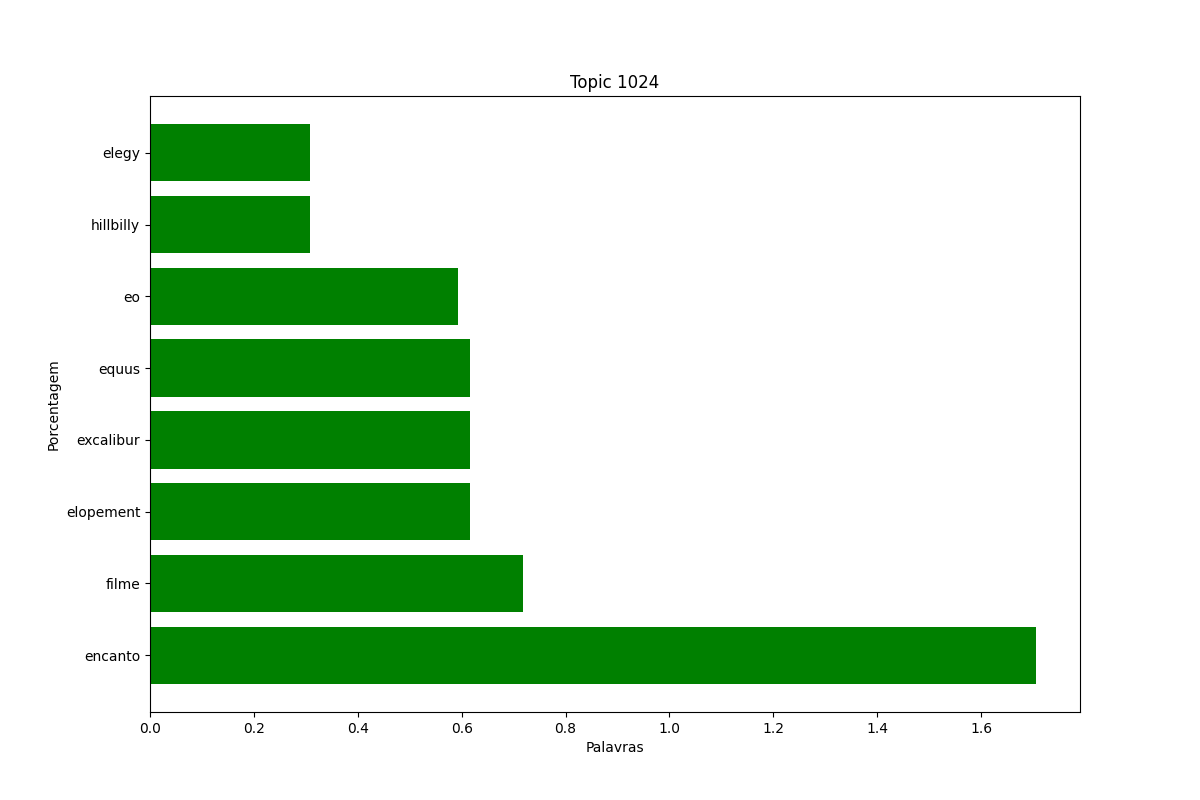 Topic 1024
elegy
hillbilly
eo
equus
excalibur
elopement
filme
encanto
Porcentagem
0.0 0.2 0.4 0.6 0.8 1.0 1.2 1.4 1.6
Palavras